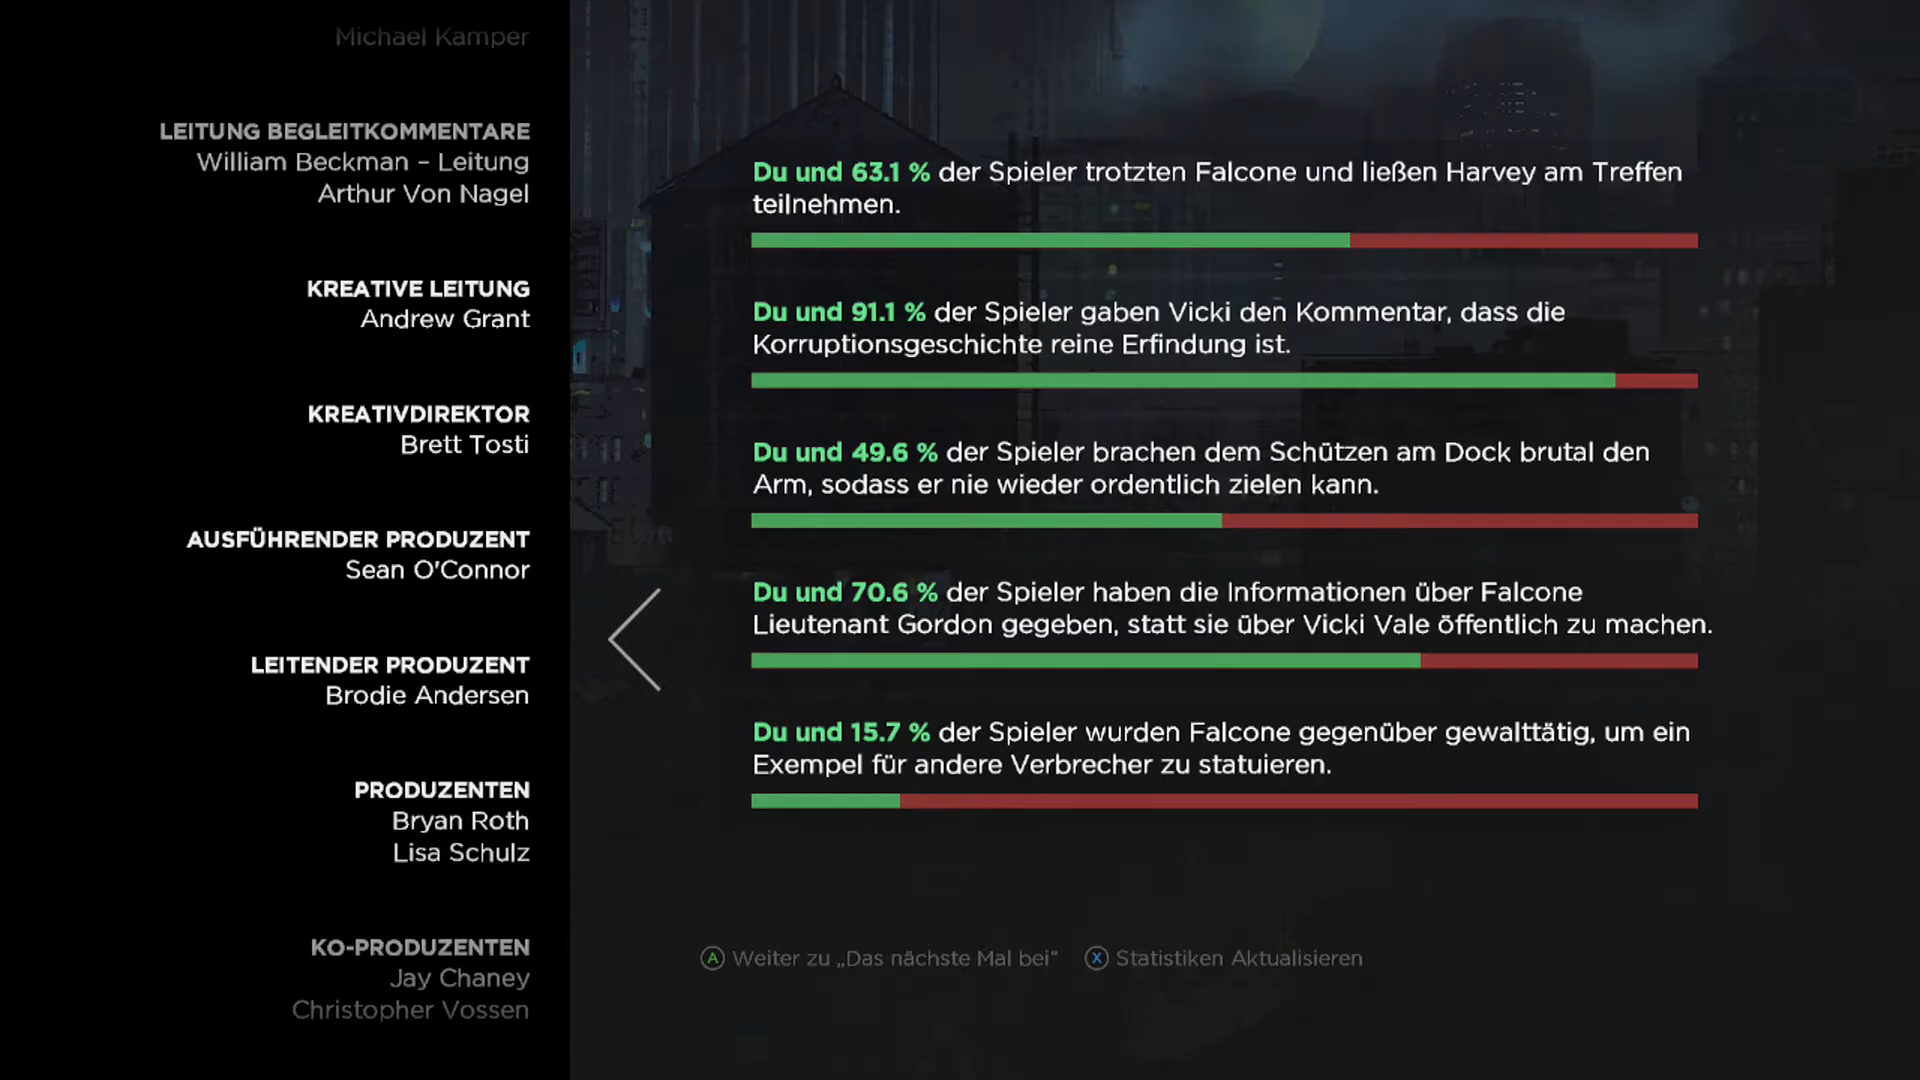 Michael Kamper
LEITUNG BEGLEITKOMMENTARE
William Beckman – Leitung
Arthur Von Nagel
KREATIVE LEITUNG
Andrew Grant
KREATIVDIREKTOR
Brett Tosti
AUSFÜHRENDER PRODUZENT
Sean O'Connor
LEITENDER PRODUZENT
Brodie Andersen
PRODUZENTEN
Bryan Roth
Lisa Schulz
KO-PRODUZENTEN
Jay Chaney
Christopher Vossen
Du und 63.1 % der Spieler trotzten Falcone und ließen Harvey am Treffen
teilnehmen.
Du und 91.1 % der Spieler gaben Vicki den Kommentar, dass die
Korruptionsgeschichte reine Erfindung ist.
Du und 49.6 % der Spieler brachen dem Schützen am Dock brutal den
Arm, sodass er nie wieder ordentlich zielen kann.
Du und 70.6 % der Spieler haben die Informationen über Falcone
Lieutenant Gordon gegeben, statt sie über Vicki Vale öffentlich zu machen.
Du und 15.7 % der Spieler wurden Falcone gegenüber gewalttätig, um ein
Exempel für andere Verbrecher zu statuieren.
A Weiter zu „Das nächste Mal bei" X Statistiken Aktualisieren